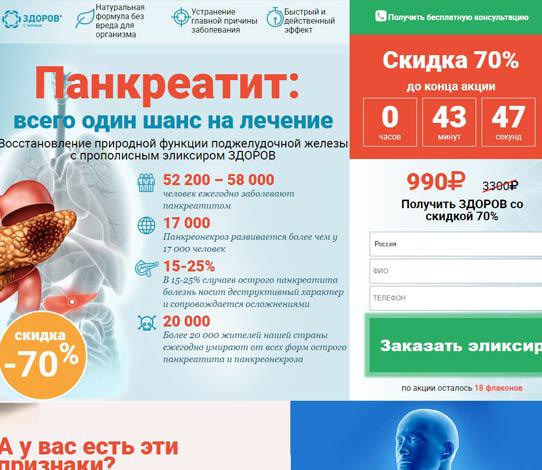 ЗДОРОВ®
Натуральная
формула без
вреда для
организма
Устранение
главной причины
заболевания
Быстрый и
действенный
эффект
Получить бесплатную консультацию
Панкреатит:
всего один шанс на лечение
Восстановление природной функции поджелудочной железы
с прополисным эликсиром ЗДОРОВ
52 200 – 58 000
человек ежегодно заболевают
панкреатитом
17 000
Панкреонекроз развивается более чем у
17 000 человек
15-25%
В 15-25% случаев острого панкреатита
болезнь носит деструктивный характер
и сопровождается осложнениями
20 000
Более 20 000 жителей нашей страны
ежегодно умирают от всех форм острого
панкреатита и панкреонекроза
скидка
-70%
Скидка 70%
до конца акции
0 43 47
часов минут секунд
990₽ 3300₽
Получить ЗДОРОВ со
скидкой 70%
Россия
ФИО
ТЕЛЕФОН
Заказать эликсир
по акции осталось 18 флаконов
А у вас есть эти
признаки?